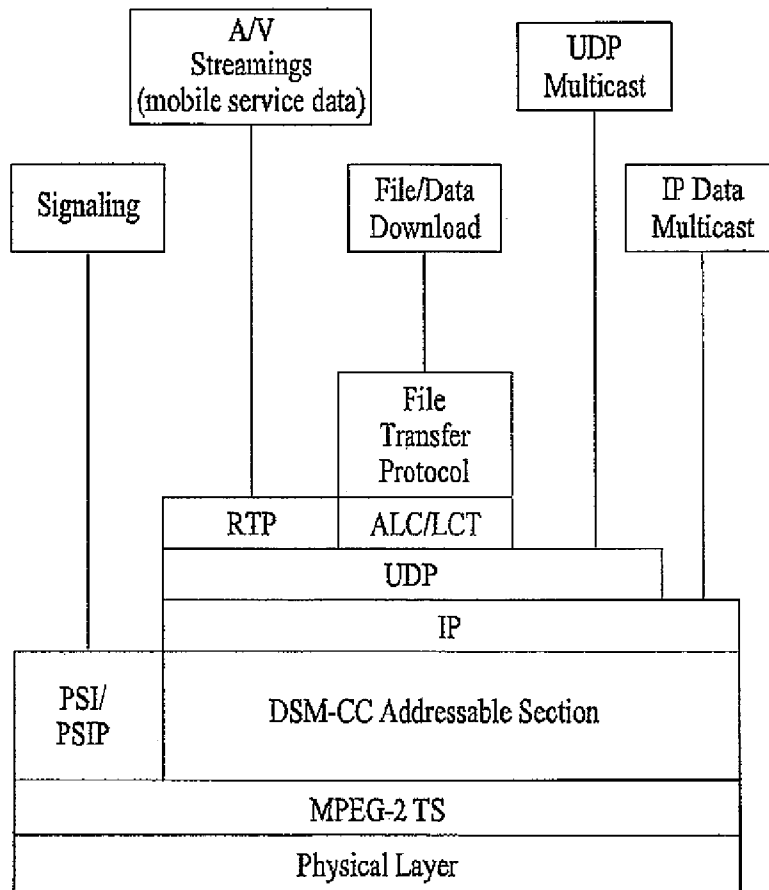 A/V
Streamings
(mobile service data)
UDP
Multicast
Signaling
File/Data
Download
IP Data
Multicast
File
Transfer
Protocol
RTP
ALC/LCT
UDP
IP
PSI/
PSIP
DSM-CC Addressable Section
MPEG-2 TS
Physical Layer